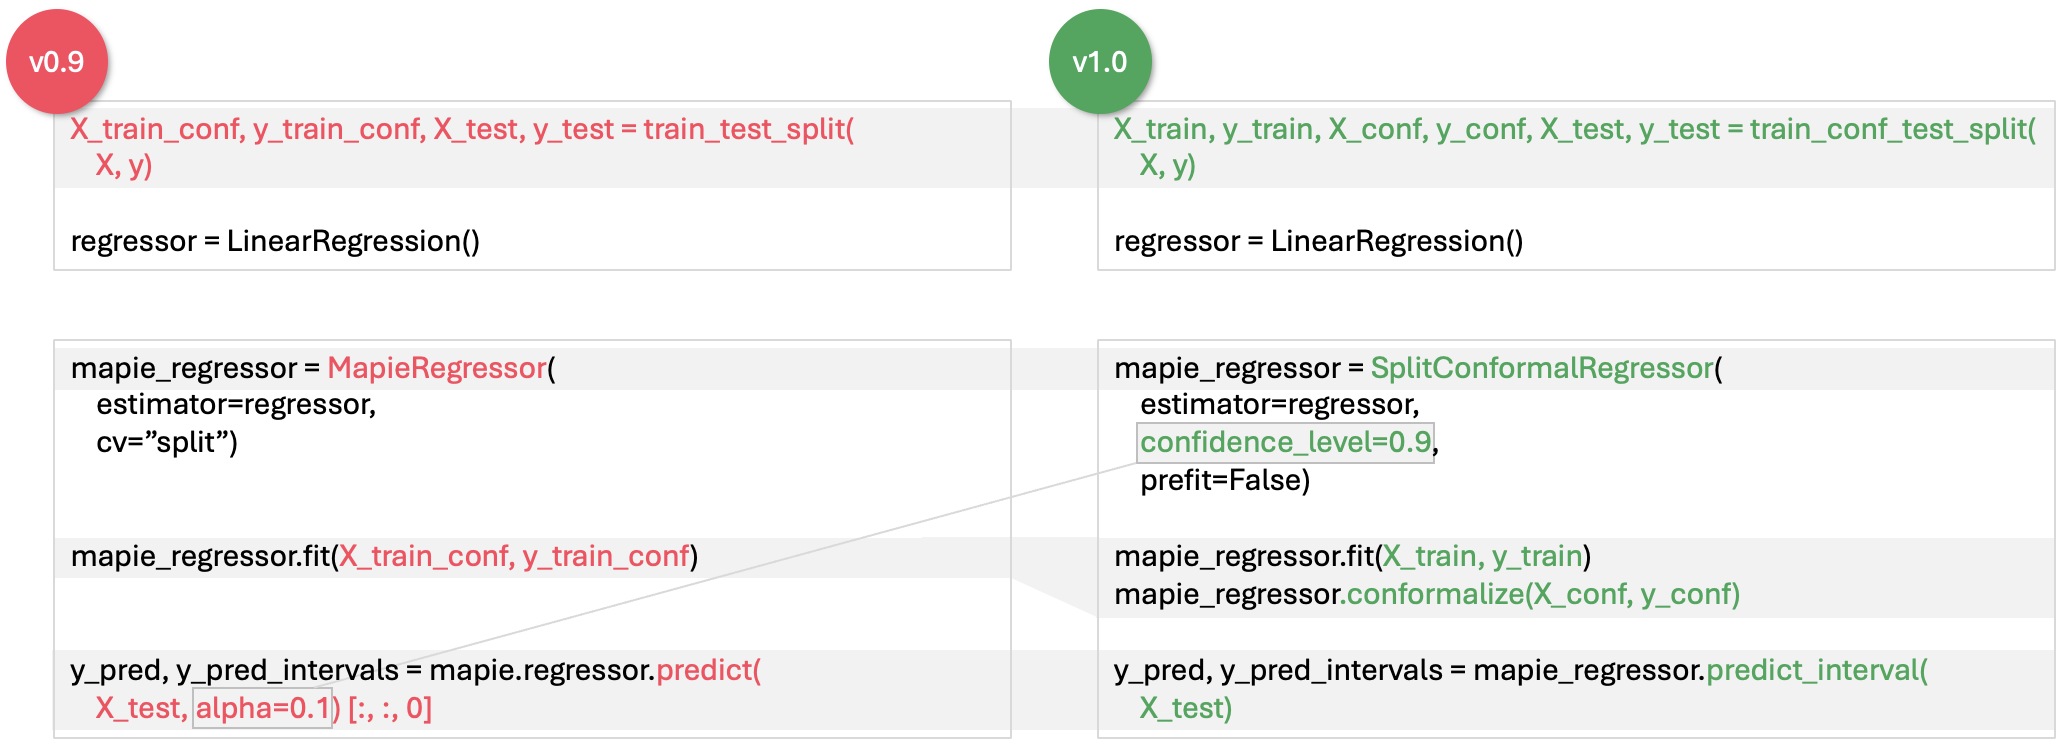 v0.9
X_train_conf, y_train_conf, X_test, y_test = train_test_split(
X, y)
regressor = LinearRegression()
mapie_regressor = MapieRegressor(
estimator=regressor,
cv=”split”)
mapie_regressor.fit(X_train_conf, y_train_conf)
y_pred, y_pred_intervals = mapie.regressor.predict(
X_test, alpha=0.1) [:, :, 0]
v1.0
X_train, y_train, X_conf, y_conf, X_test, y_test = train_conf_test_split(
X, y)
regressor = LinearRegression()
mapie_regressor = SplitConformalRegressor(
estimator=regressor,
confidence_level=0.9,
prefit=False)
mapie_regressor.fit(X_train, y_train)
mapie_regressor.conformalize(X_conf, y_conf)
y_pred, y_pred_intervals = mapie_regressor.predict_interval(
X_test)